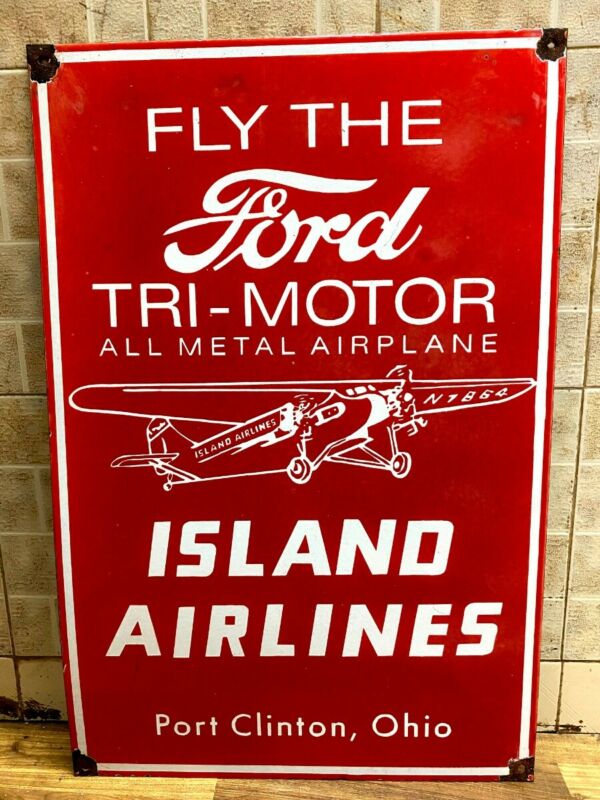 FLY THE
Ford
TRI-MOTOR
ALL METAL AIRPLANE
N7864
ISLAND AIRLINES
ISLAND
AIRLINES
Port Clinton, Ohio